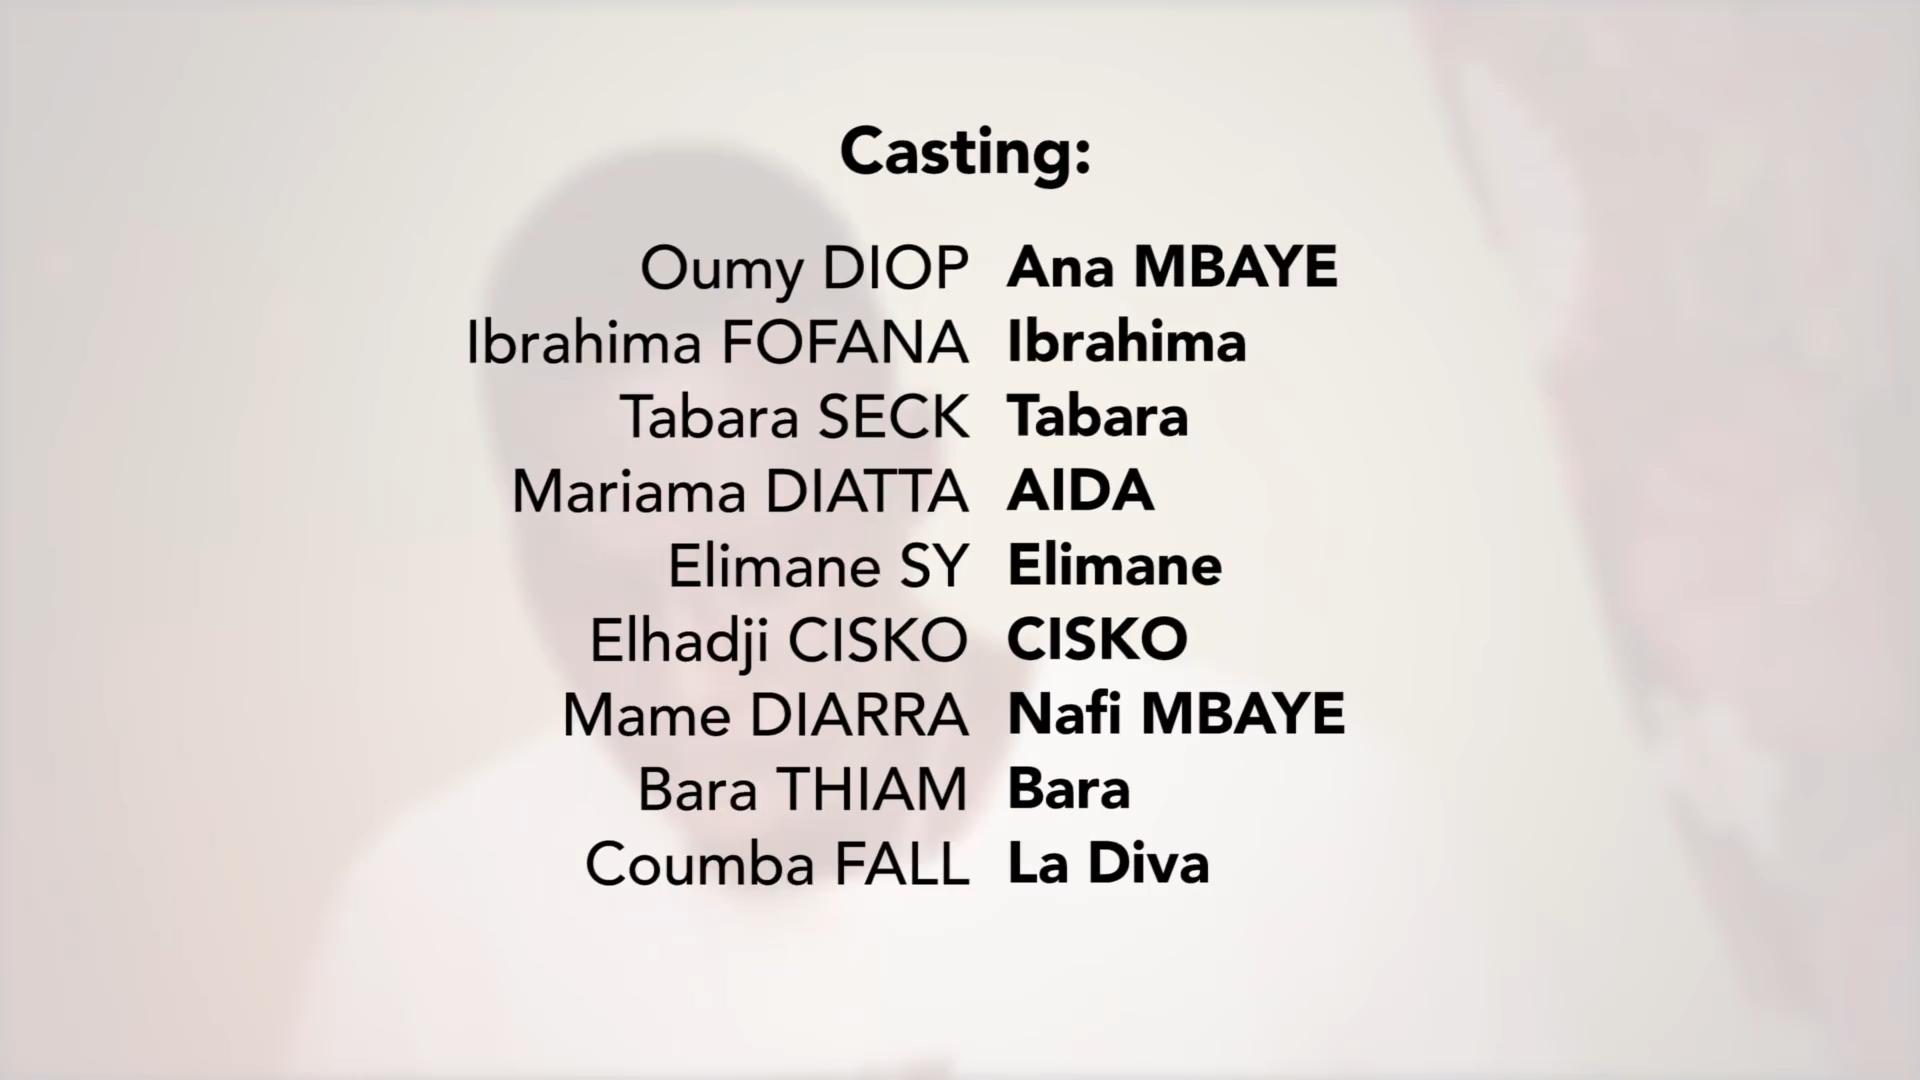 Casting:
Oumy DIOP Ana MBAYE
Ibrahima FOFANA Ibrahima
Tabara SECK Tabara
Mariama DIATTA AIDA
Elimane SY Elimane
Elhadji CISKO CISKO
Mame DIARRA Nafi MBAYE
Bara THIAM Bara
Coumba FALL La Diva